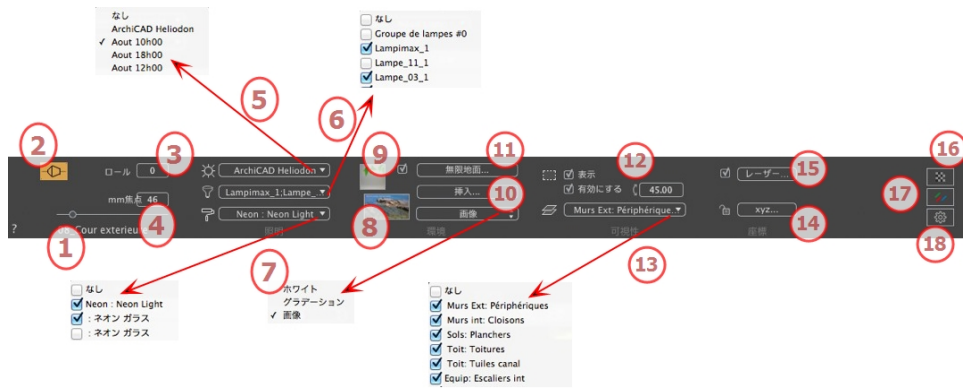 なし
ArchiCAD Heliodon
✓ Aout 10h00
Aout 18h00
Aout 12h00
なし
Groupe de lampes #0
Lampimax_1
Lampe_11_1
Lampe_03_1
5
6
2
3
9
11
12
15
16
ロール 0
ArchiCAD Heliodon
無限地面...
表示
レーザー...
mm焦点 46
Lampimax_1;Lampe_
挿入...
10
有効にする 45.00
17
4
Neon : Neon Light
8
画像
Murs Ext: Périphérique..
xyz...
14
?
1
Cour exterieure
照明
環境
可視性
座標
18
7
13
なし
Neon : Neon Light
: ネオン ガラス
: ネオン ガラス
ホワイト
グラデーション
✓ 画像
なし
Murs Ext: Périphériques
Murs int: Cloisons
Sols: Planchers
Toit: Toitures
Toit: Tuiles canal
Equip: Escaliers int